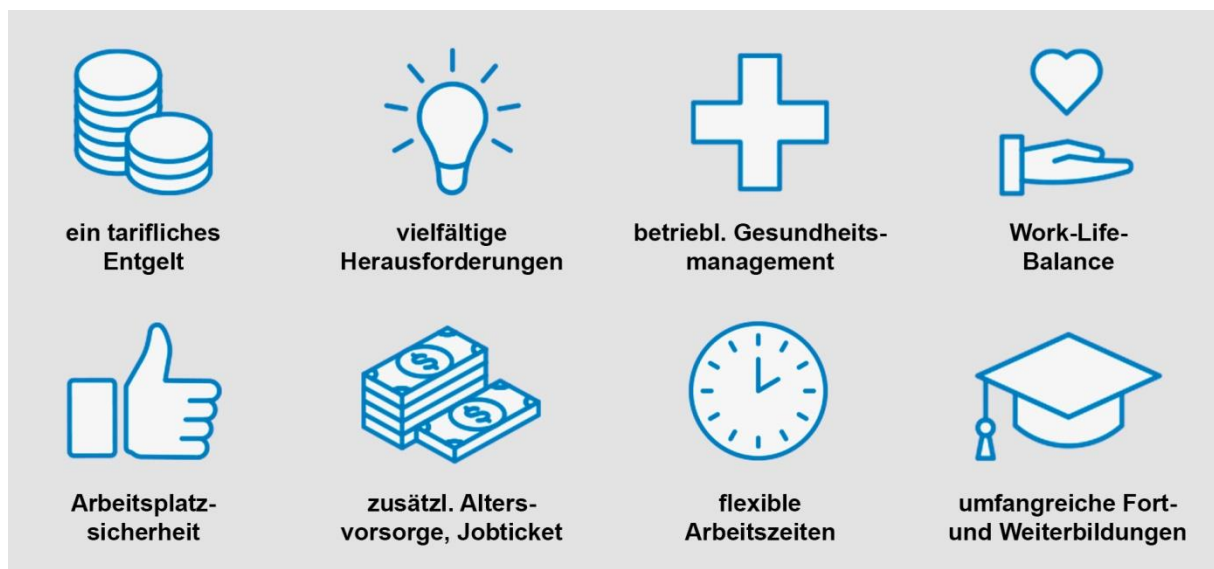 ein tarifliches
Entgelt
vielfältige
Herausforderungen
betriebl. Gesundheits-
management
Work-Life-
Balance
Arbeitsplatz-
sicherheit
zusätzl. Alters-
vorsorge, Jobticket
flexible
Arbeitszeiten
umfangreiche Fort-
und Weiterbildungen